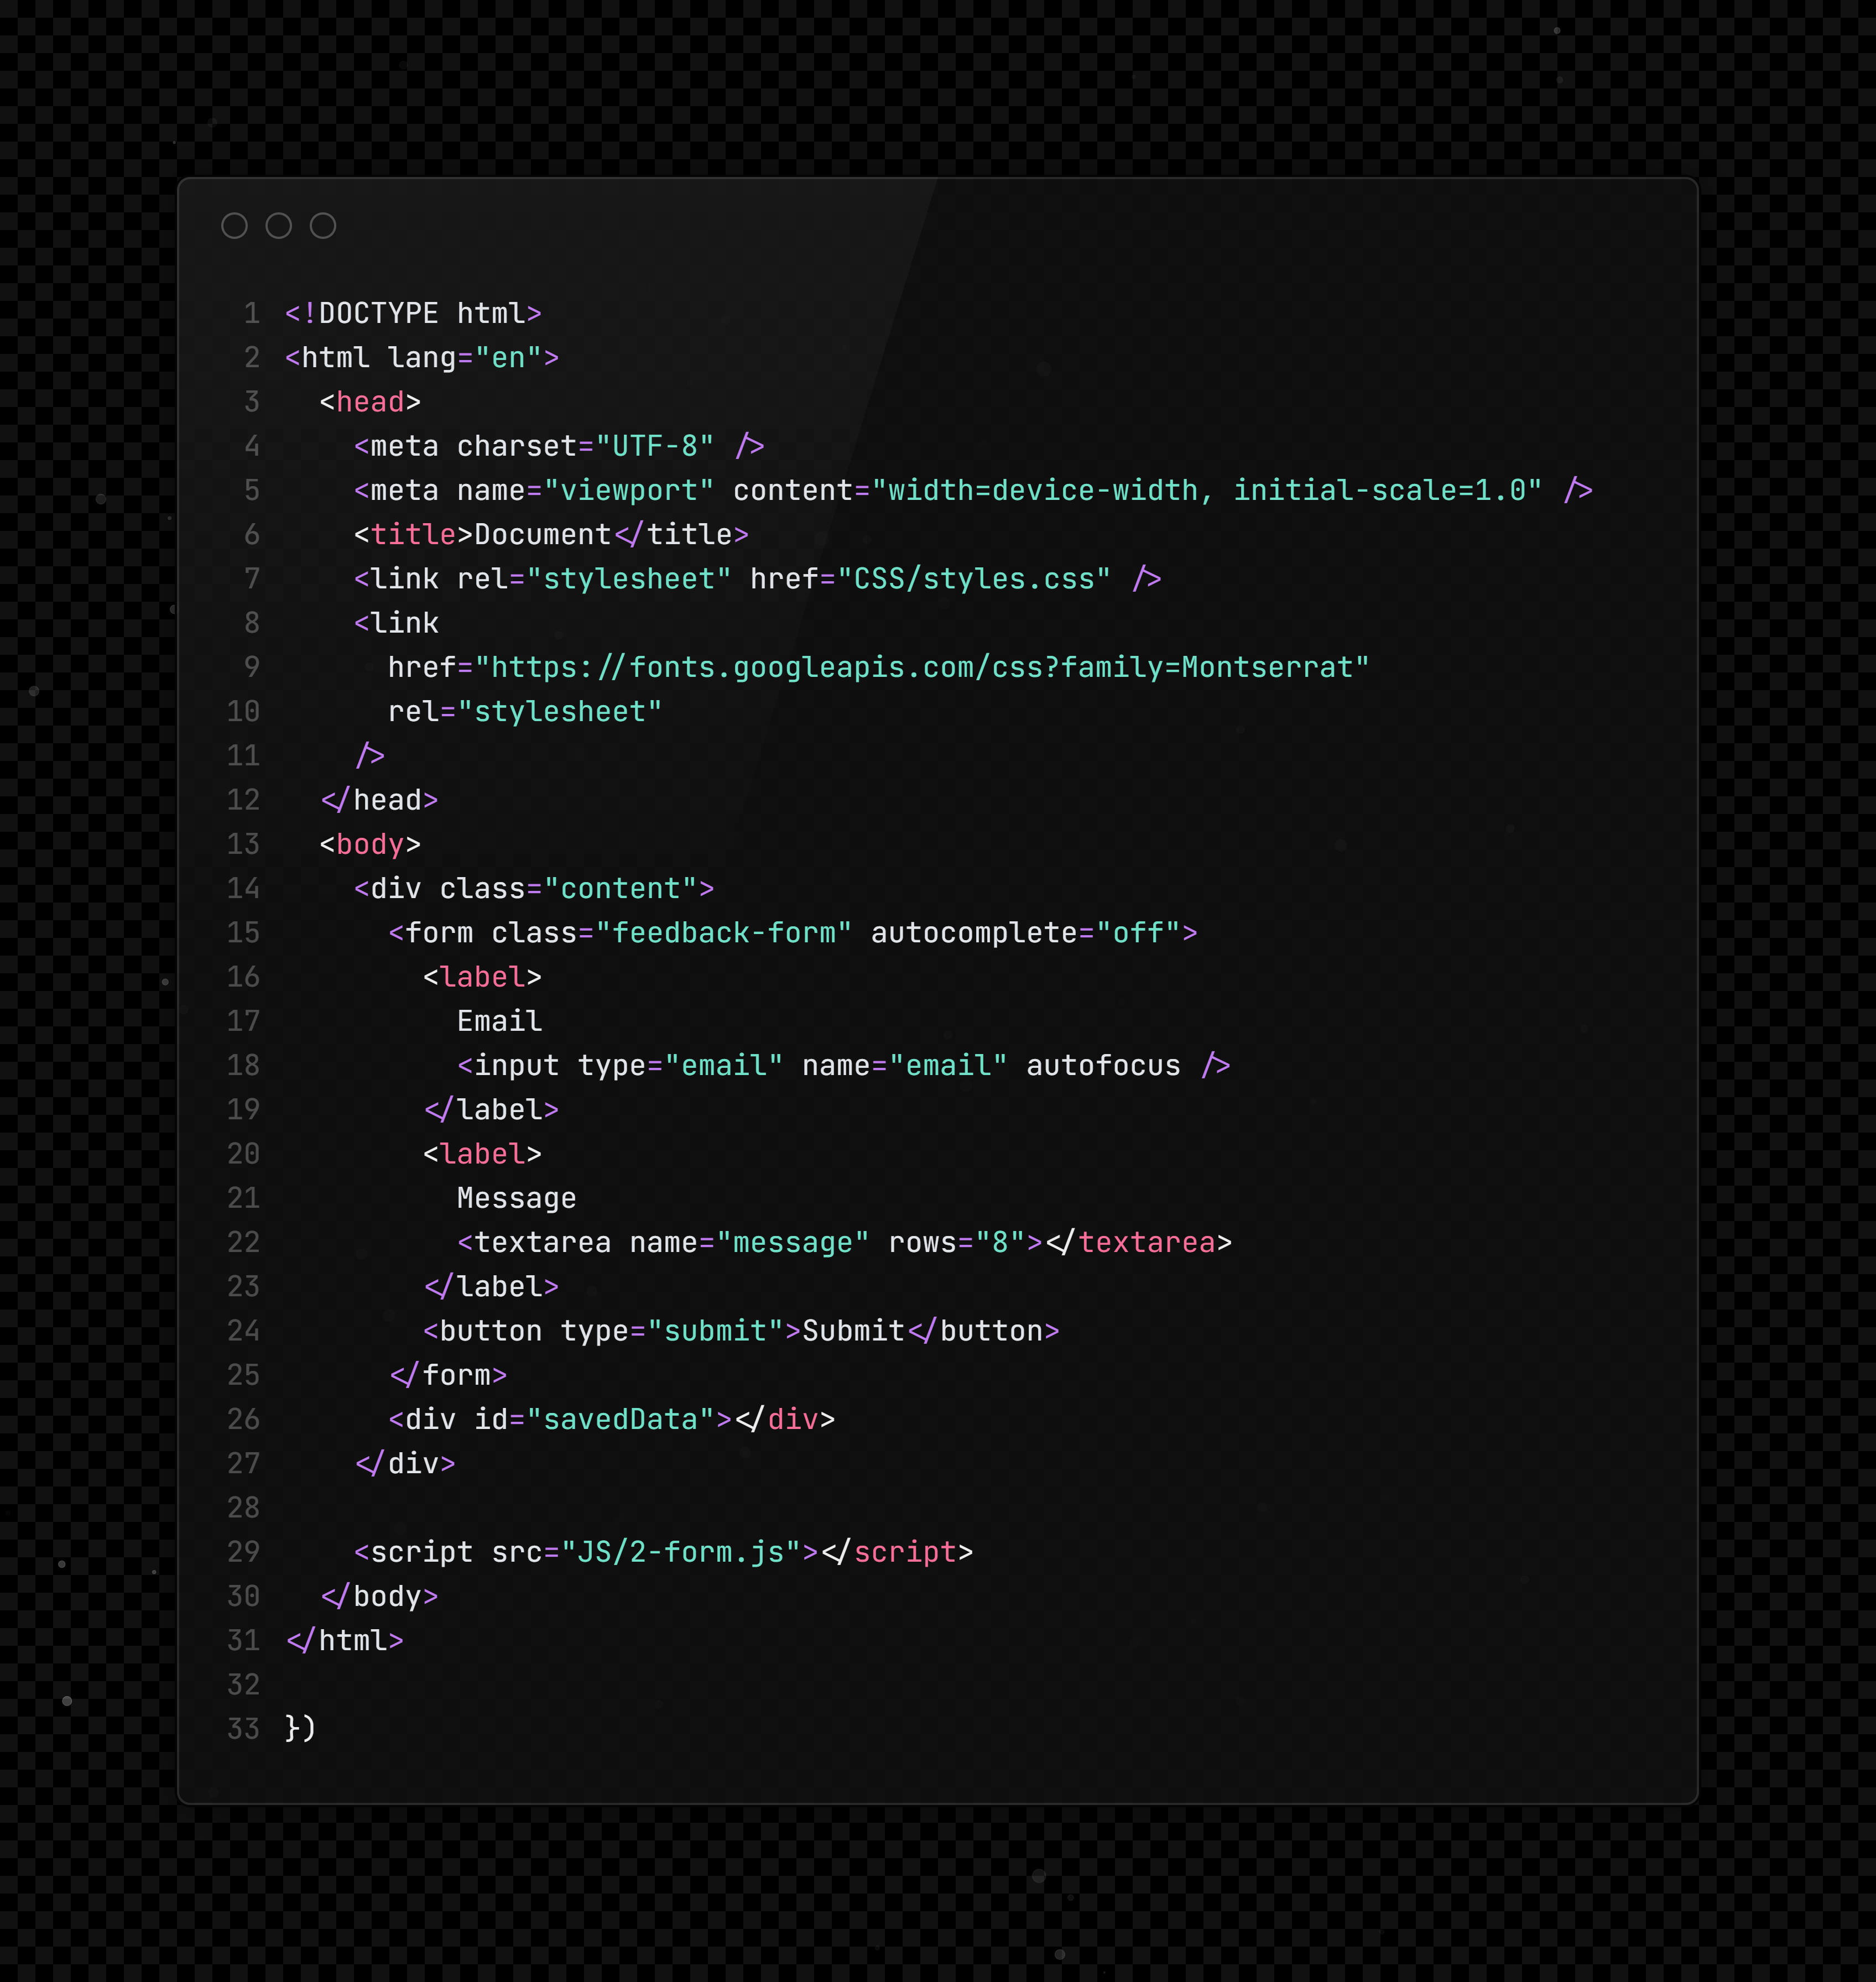 1 <!DOCTYPE html>
2 <html lang="en">
3   <head>
4     <meta charset="UTF-8" />
5     <meta name="viewport" content="width=device-width, initial-scale=1.0" />
6     <title>Document</title>
7     <link rel="stylesheet" href="CSS/styles.css" />
8     <link
9       href="https://fonts.googleapis.com/css?family=Montserrat"
10       rel="stylesheet"
11     />
12   </head>
13   <body>
14     <div class="content">
15       <form class="feedback-form" autocomplete="off">
16         <label>
17           Email
18           <input type="email" name="email" autofocus />
19         </label>
20         <label>
21           Message
22           <textarea name="message" rows="8"></textarea>
23         </label>
24         <button type="submit">Submit</button>
25       </form>
26       <div id="savedData"></div>
27     </div>
28
29     <script src="JS/2-form.js"></script>
30   </body>
31 </html>
32
33 })